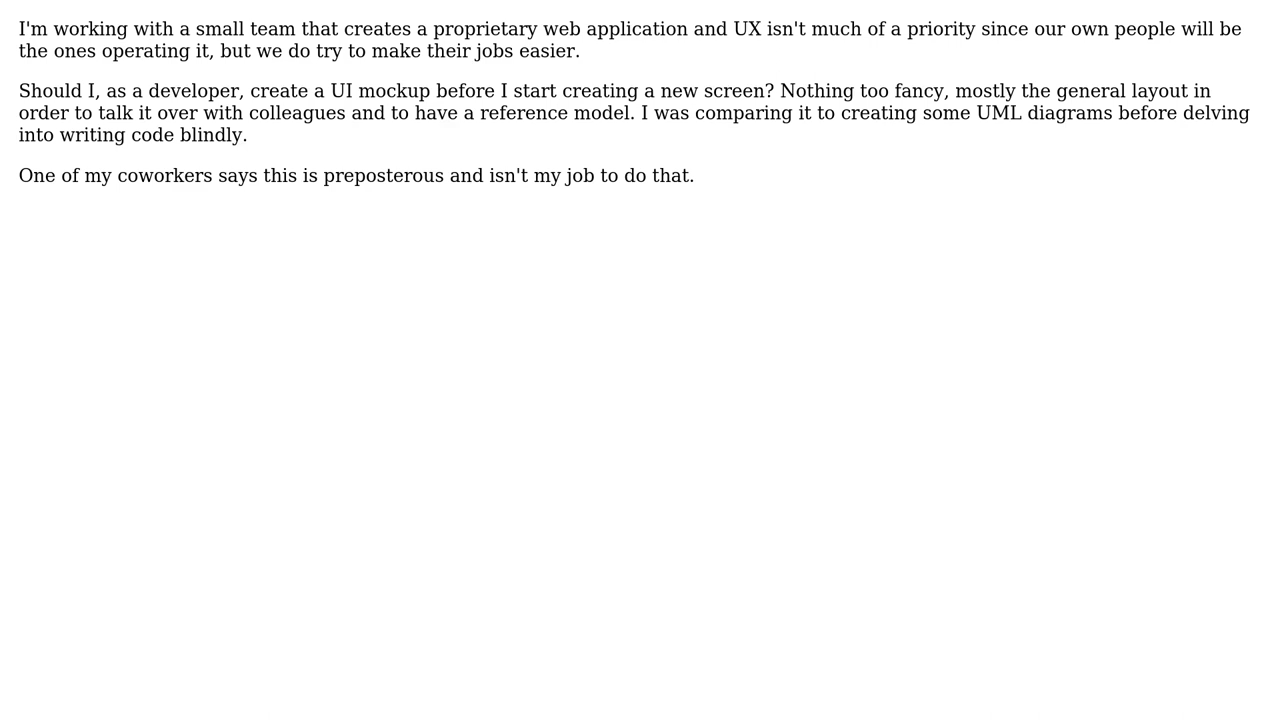 I'm working with a small team that creates a proprietary web application and UX isn't much of a priority since our own people will be
the ones operating it, but we do try to make their jobs easier.
Should I, as a developer, create a UI mockup before I start creating a new screen? Nothing too fancy, mostly the general layout in
order to talk it over with colleagues and to have a reference model. I was comparing it to creating some UML diagrams before delving
into writing code blindly.
One of my coworkers says this is preposterous and isn't my job to do that.